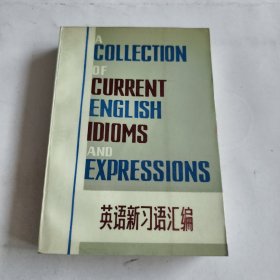 A
COLLECTION
OF
CURRENT
ENGLISH
IDIOMS
AND
EXPRESSIONS
英语新习语汇编